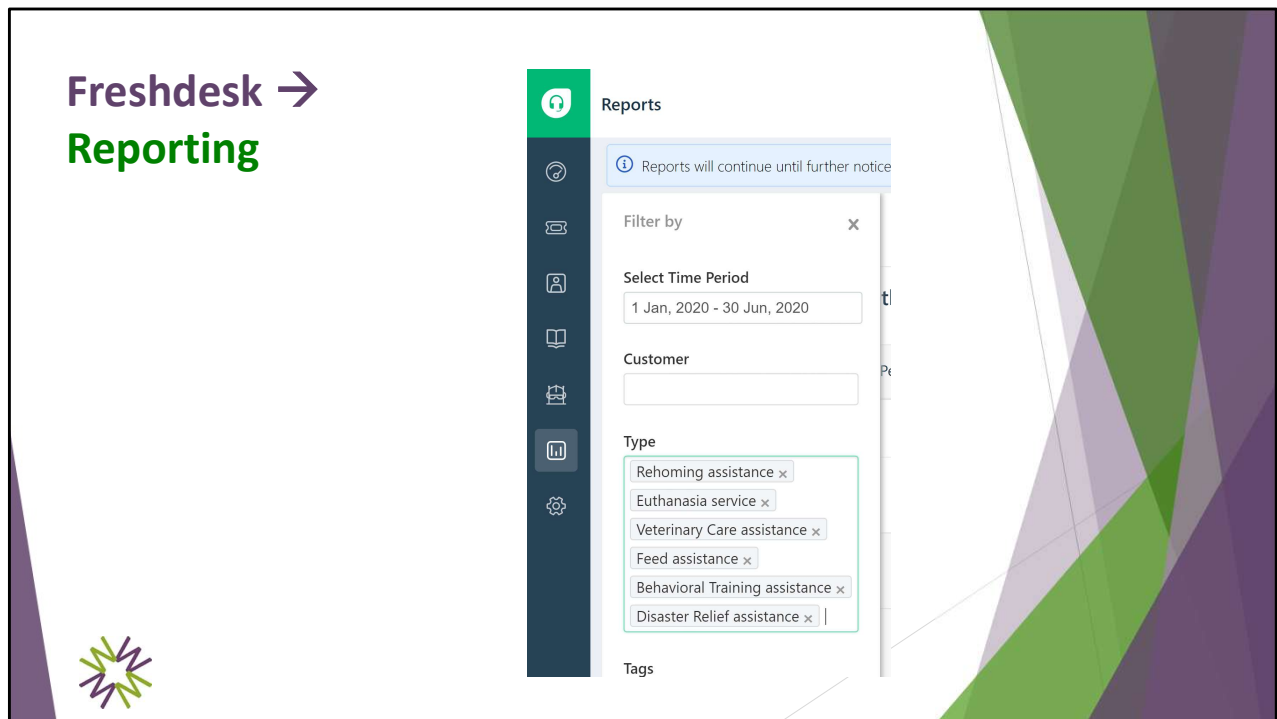 Freshdesk →
Reporting
Reports
Reports will continue until further notice
Filter by
Select Time Period
1 Jan, 2020 - 30 Jun, 2020
Customer
Type
Rehoming assistance ×
Euthanasia service ×
Veterinary Care assistance ×
Feed assistance ×
Behavioral Training assistance ×
Disaster Relief assistance ×
Tags